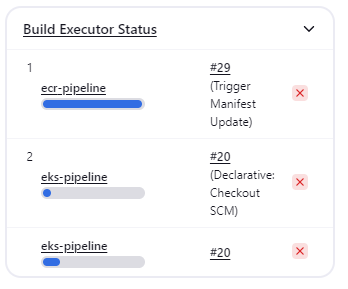 Build Executor Status
1
ecr-pipeline
#29
(Trigger
Manifest
Update)
2
eks-pipeline
#20
(Declarative:
Checkout
SCM)
eks-pipeline
#20